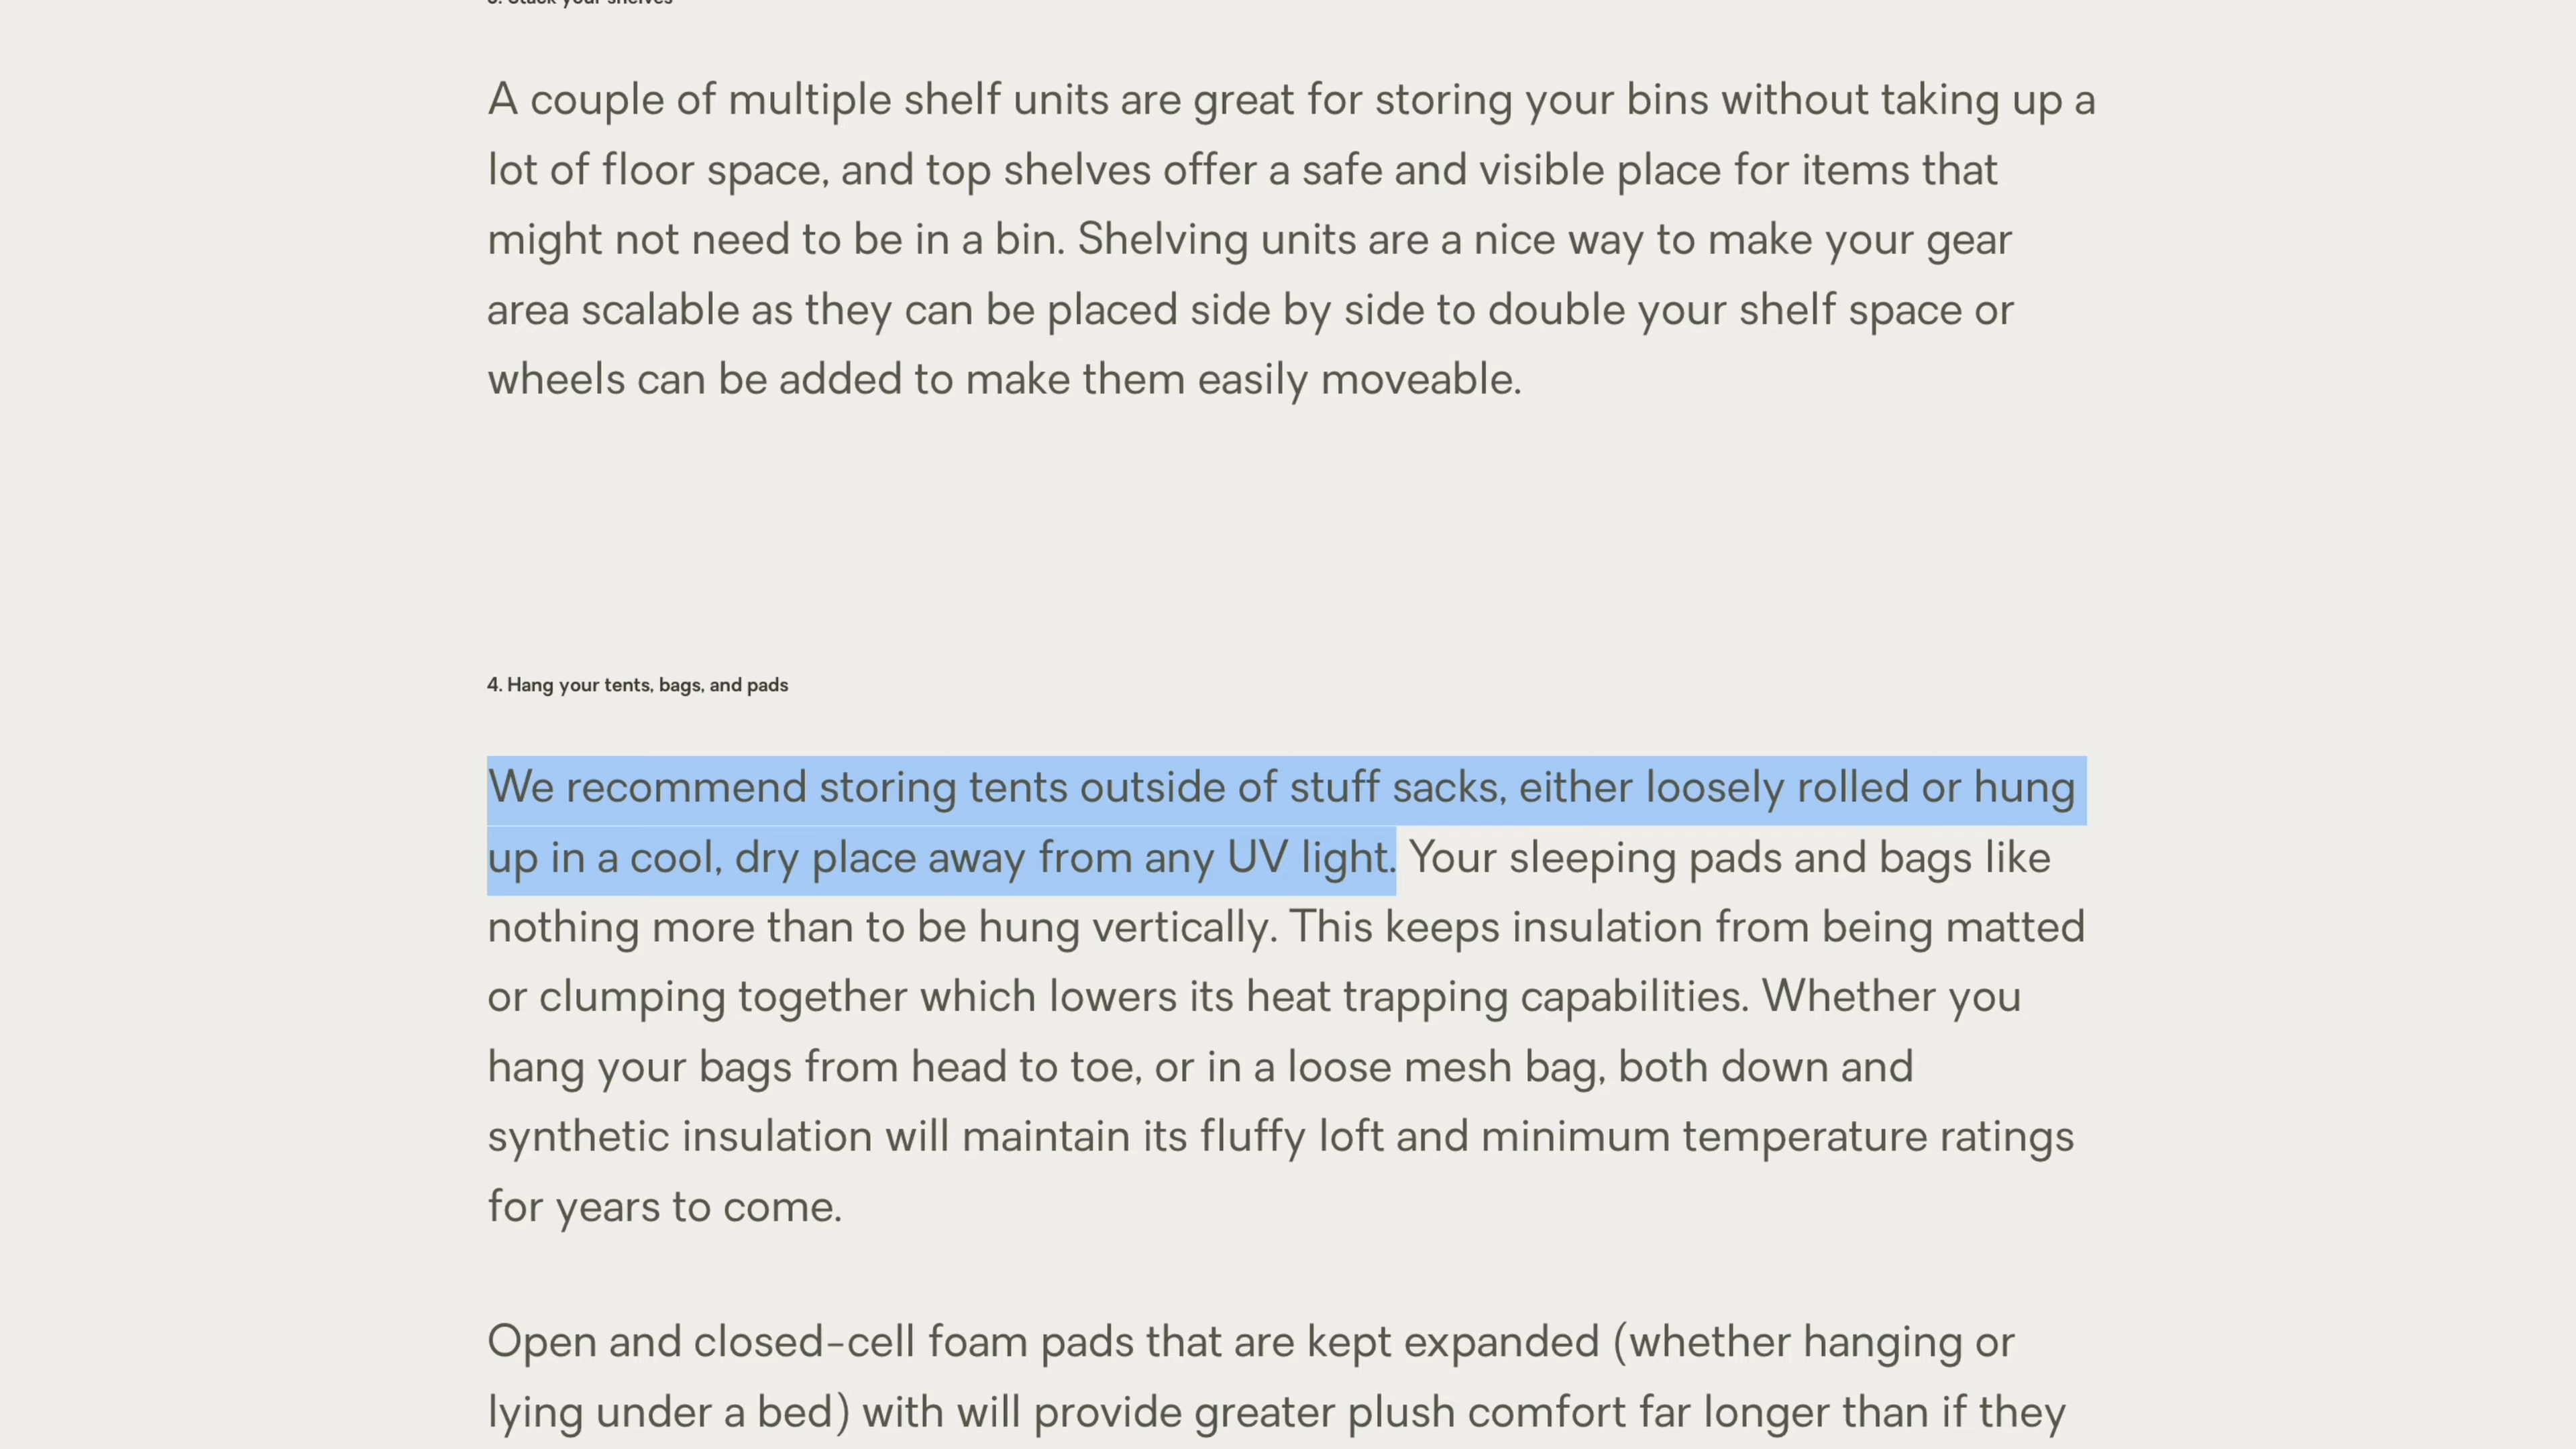 3. Stack your shelves
A couple of multiple shelf units are great for storing your bins without taking up a
lot of floor space, and top shelves offer a safe and visible place for items that
might not need to be in a bin. Shelving units are a nice way to make your gear
area scalable as they can be placed side by side to double your shelf space or
wheels can be added to make them easily moveable.
4. Hang your tents, bags, and pads
We recommend storing tents outside of stuff sacks, either loosely rolled or hung
up in a cool, dry place away from any UV light. Your sleeping pads and bags like
nothing more than to be hung vertically. This keeps insulation from being matted
or clumping together which lowers its heat trapping capabilities. Whether you
hang your bags from head to toe, or in a loose mesh bag, both down and
synthetic insulation will maintain its fluffy loft and minimum temperature ratings
for years to come.
Open and closed-cell foam pads that are kept expanded (whether hanging or
lying under a bed) with will provide greater plush comfort far longer than if they